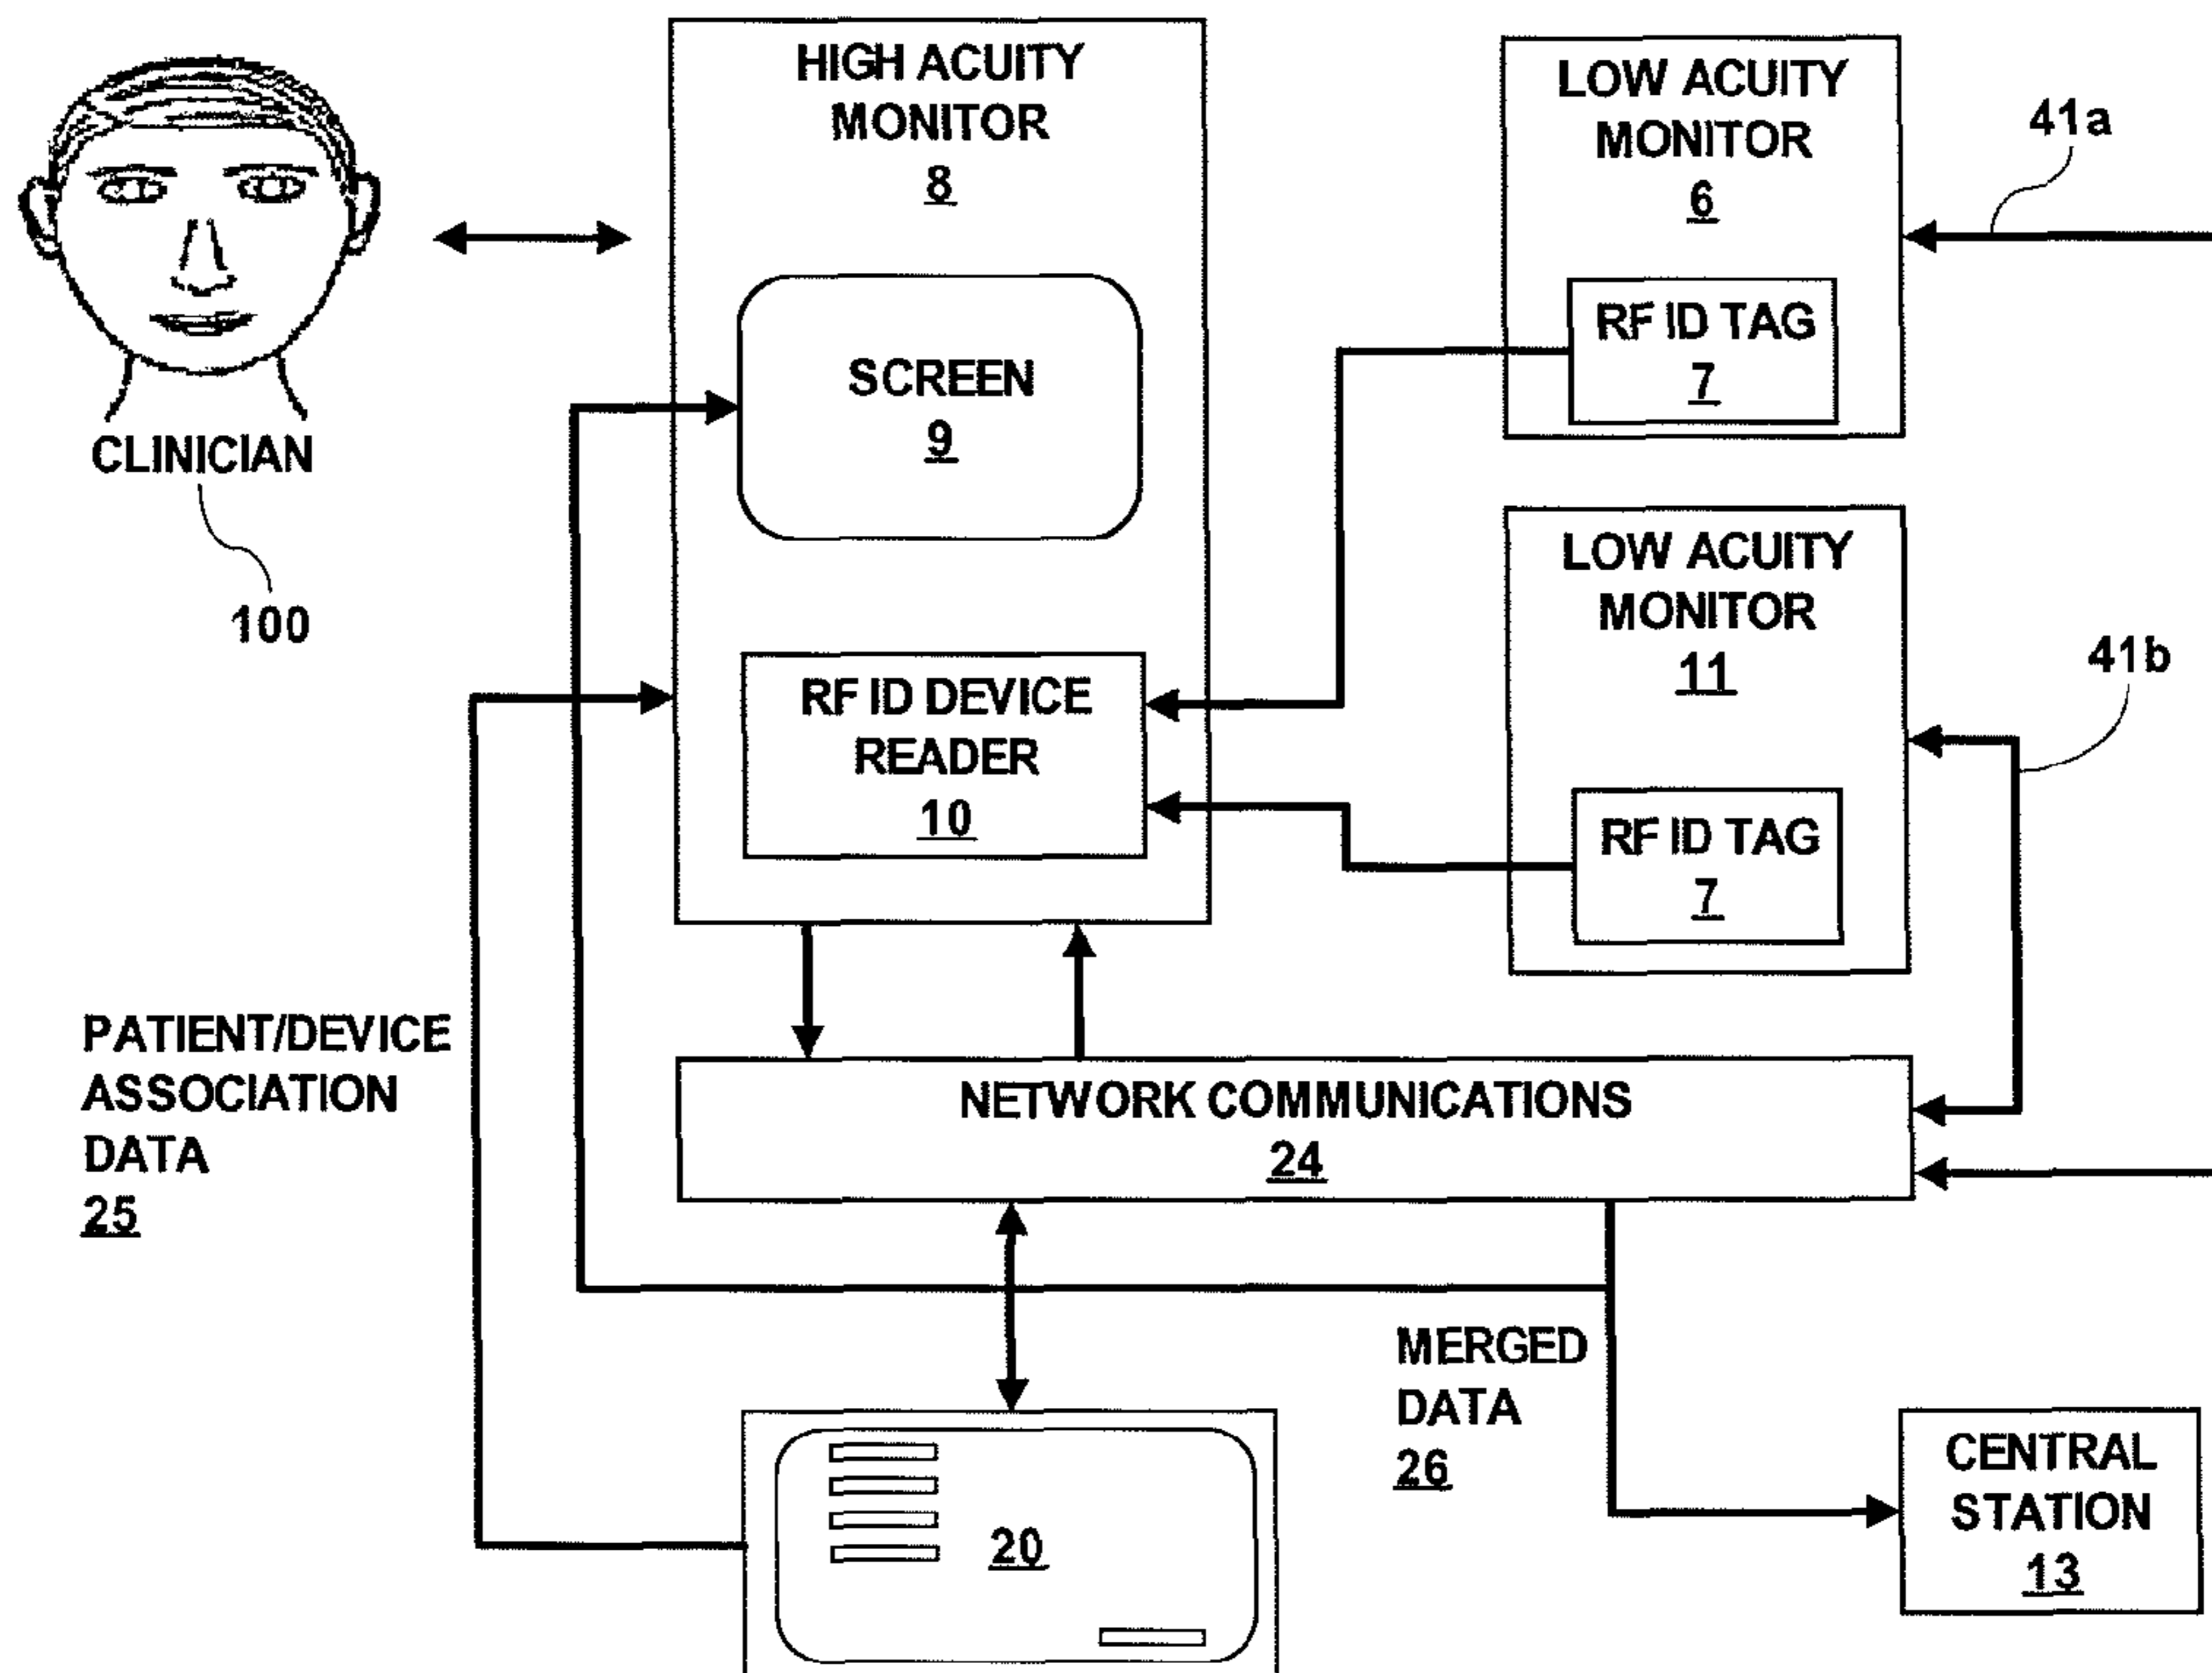 HIGH ACUITY
MONITOR
8
SCREEN
9
RF ID DEVICE
READER
10
CLINICIAN
100
LOW ACUITY
MONITOR
6
RF ID TAG
7
41a
LOW ACUITY
MONITOR
11
RF ID TAG
7
41b
PATIENT/DEVICE
ASSOCIATION
DATA
25
NETWORK COMMUNICATIONS
24
MERGED
DATA
26
20
CENTRAL
STATION
13